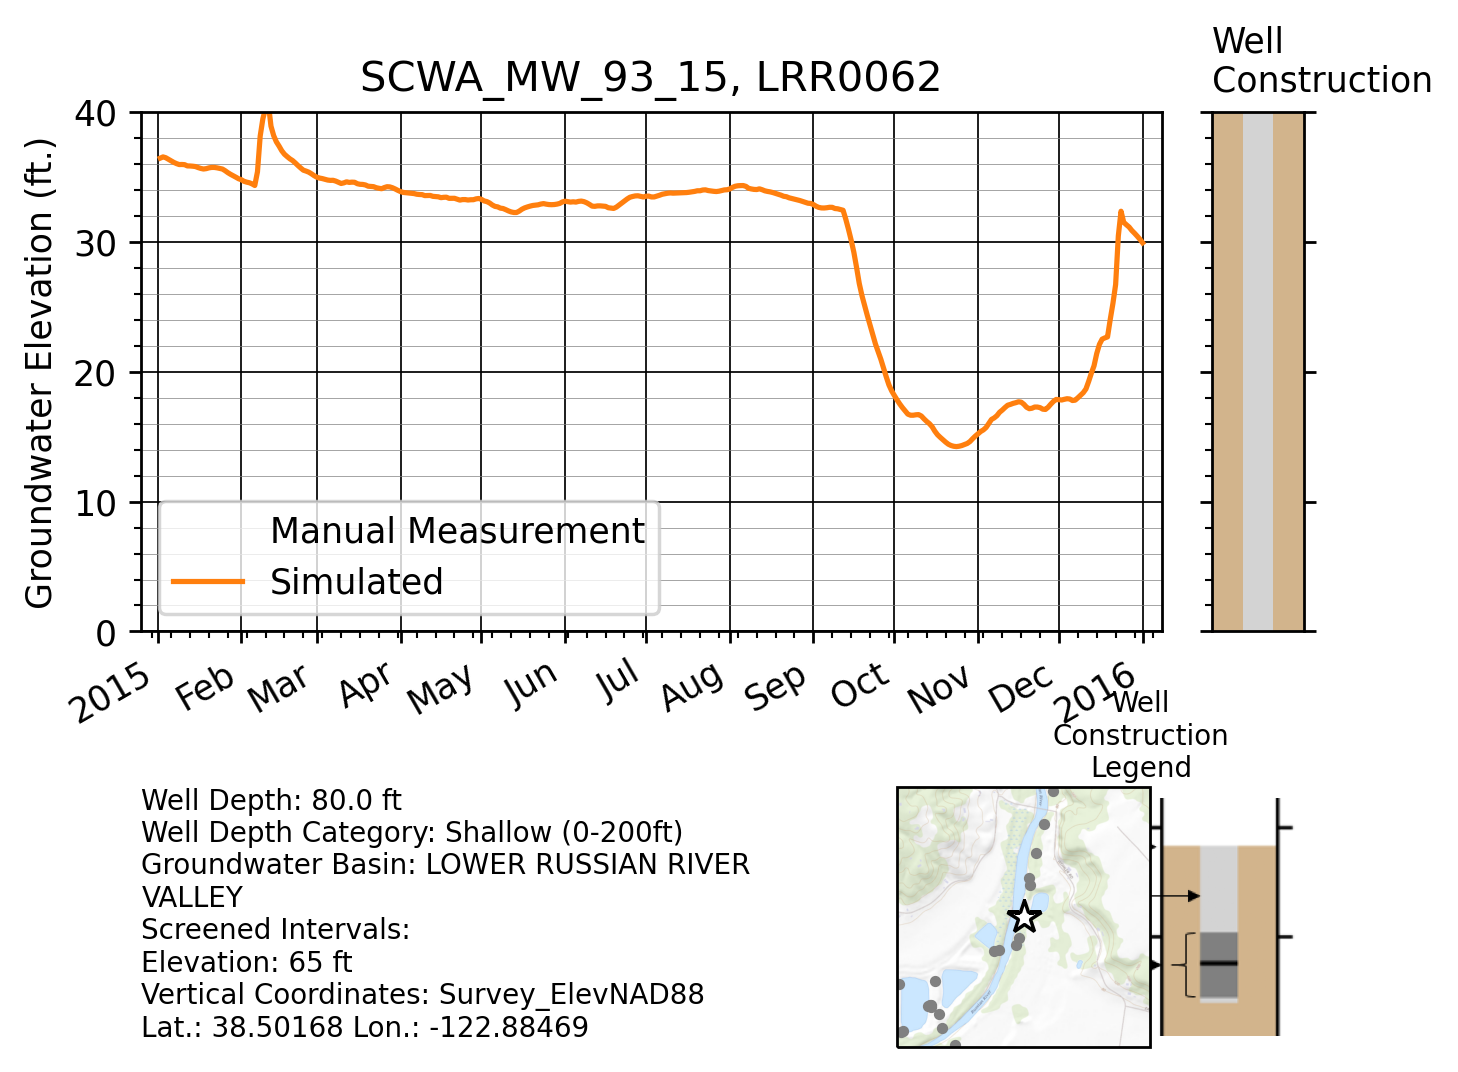 Well
Construction
SCWA_MW_93_15, LRR0062
Groundwater Elevation (ft.)
40
30
20
10
0
Manual Measurement
Simulated
2015
Feb
Mar
Apr
May
Jun
Jul
Aug
Sep
Oct
Nov
Dec
2016
Well
Construction
Legend
Well Depth: 80.0 ft
Well Depth Category: Shallow (0-200ft)
Groundwater Basin: LOWER RUSSIAN RIVER
VALLEY
Screened Intervals:
Elevation: 65 ft
Vertical Coordinates: Survey_ElevNAD88
Lat.: 38.50168 Lon.: -122.88469